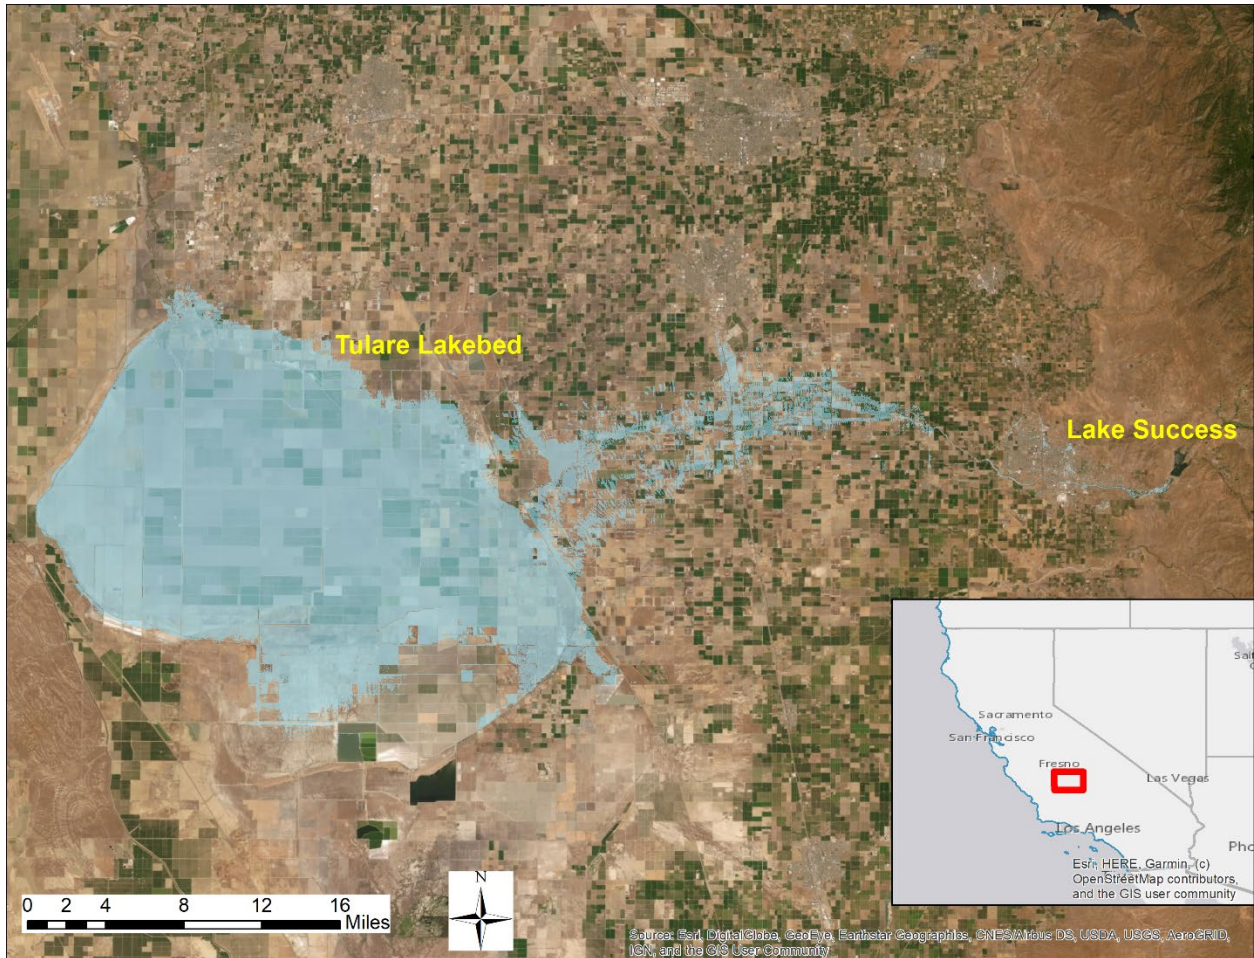 Tulare Lakebed
Lake Success
Sacramento
San Francisco
Fresno
Las Vegas
Los Angeles
Esri, HERE, Garmin, (c)
OpenStreetMap contributors,
and the GIS user community
0 2 4 8 12 16
Miles
N
Source: Esri, DigitalGlobe, GeoEye, Earthstar Geographics, CNES/Airbus DS, USDA, USGS, AeroGRID,
IGN, and the GIS User Community